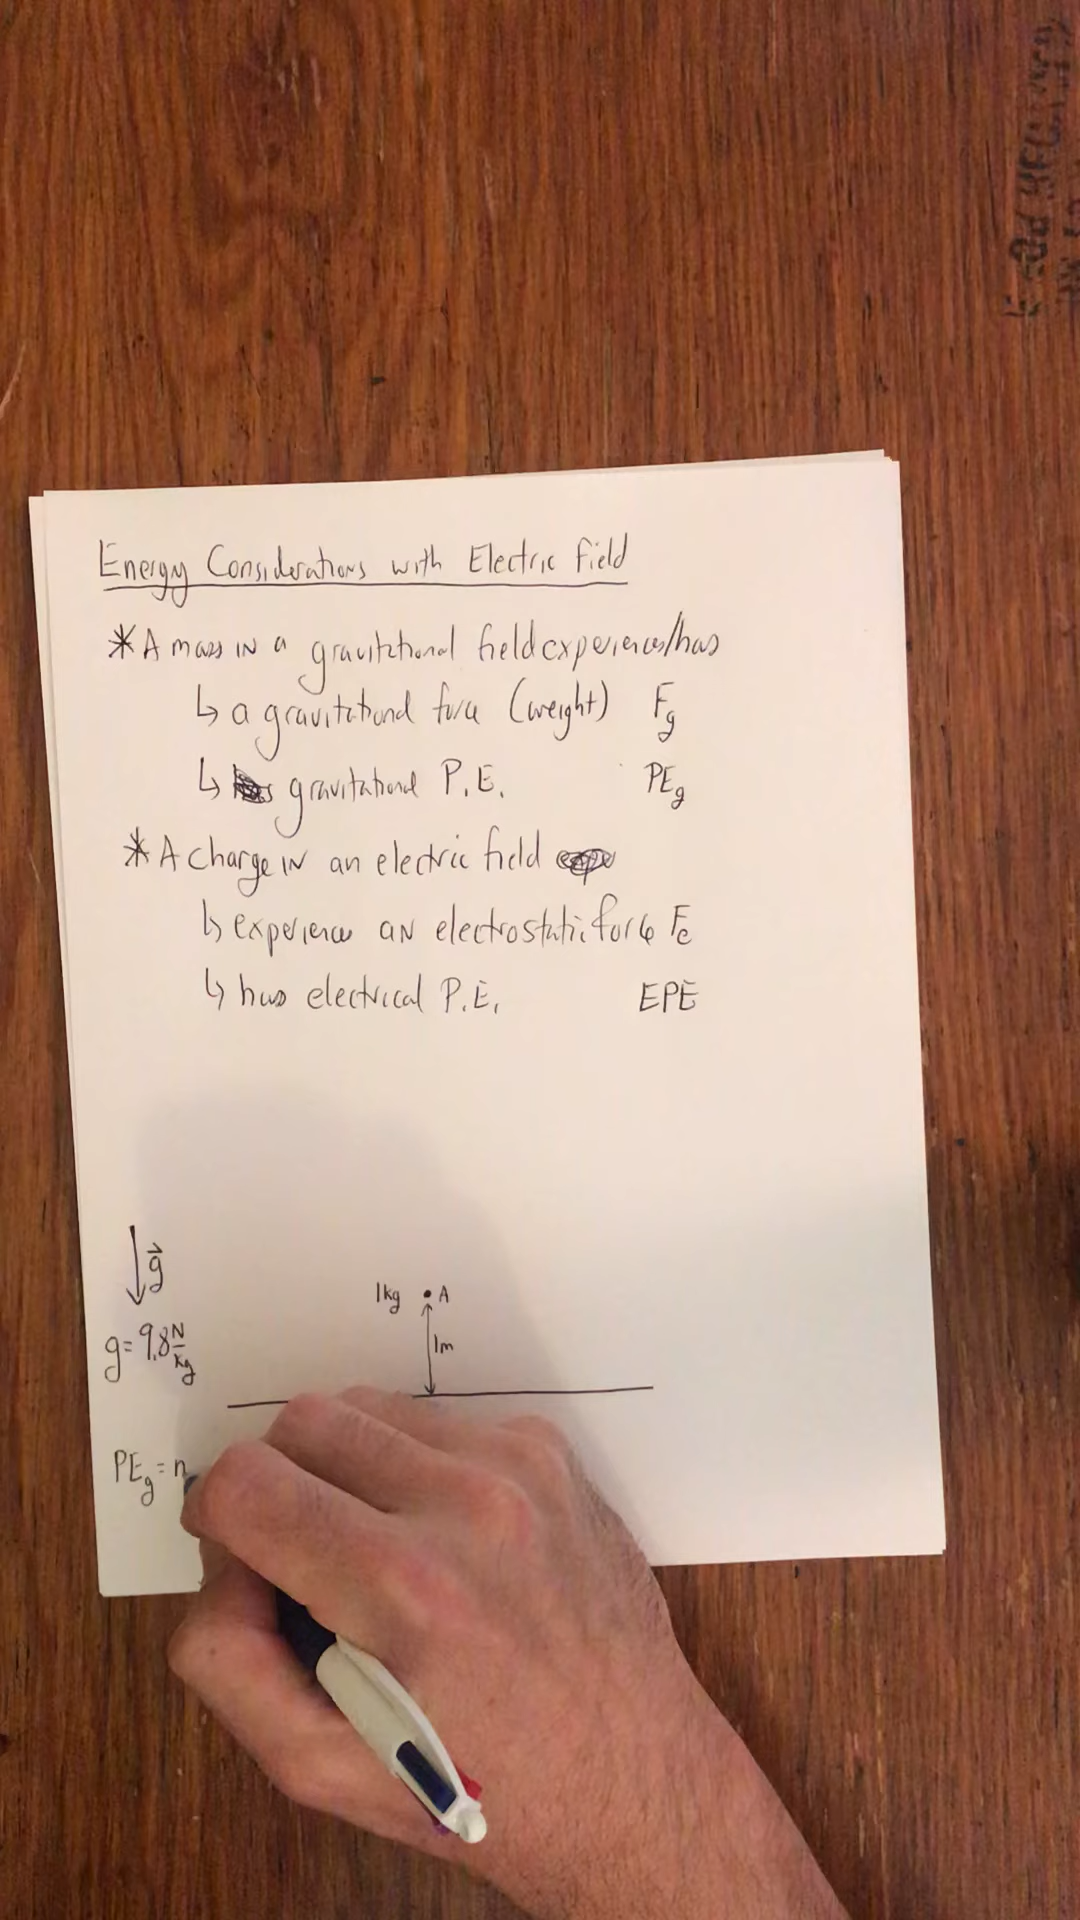 Energy Considerations with Electric Field
* A mass in a gravitational field experiences/has
↳ a gravitational force (weight) Fg
↳ gravitational P.E. PEg
* A charge in an electric field
↳ experience an electrostatic force Fe
↳ has electrical P.E. EPE
g
g = 9.8 N/kg
1kg • A
1m
PEg =